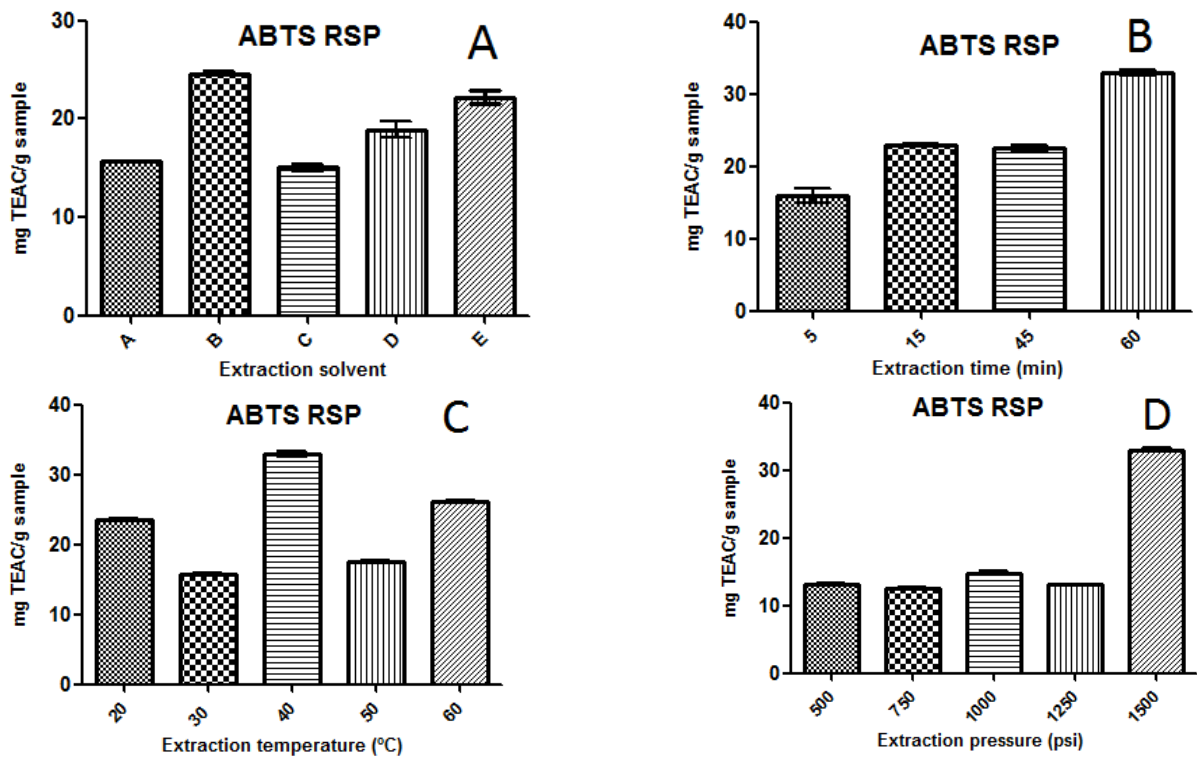 ABTS RSP A
mg TEAC/g sample
30
20
10
0
A B C D E
Extraction solvent
ABTS RSP B
mg TEAC/g sample
40
30
20
10
0
5 15 45 60
Extraction time (min)
ABTS RSP C
mg TEAC/g sample
40
30
20
10
0
20 30 40 50 60
Extraction temperature (ºC)
ABTS RSP D
mg TEAC/g sample
40
30
20
10
0
500 750 1000 1250 1500
Extraction pressure (psi)